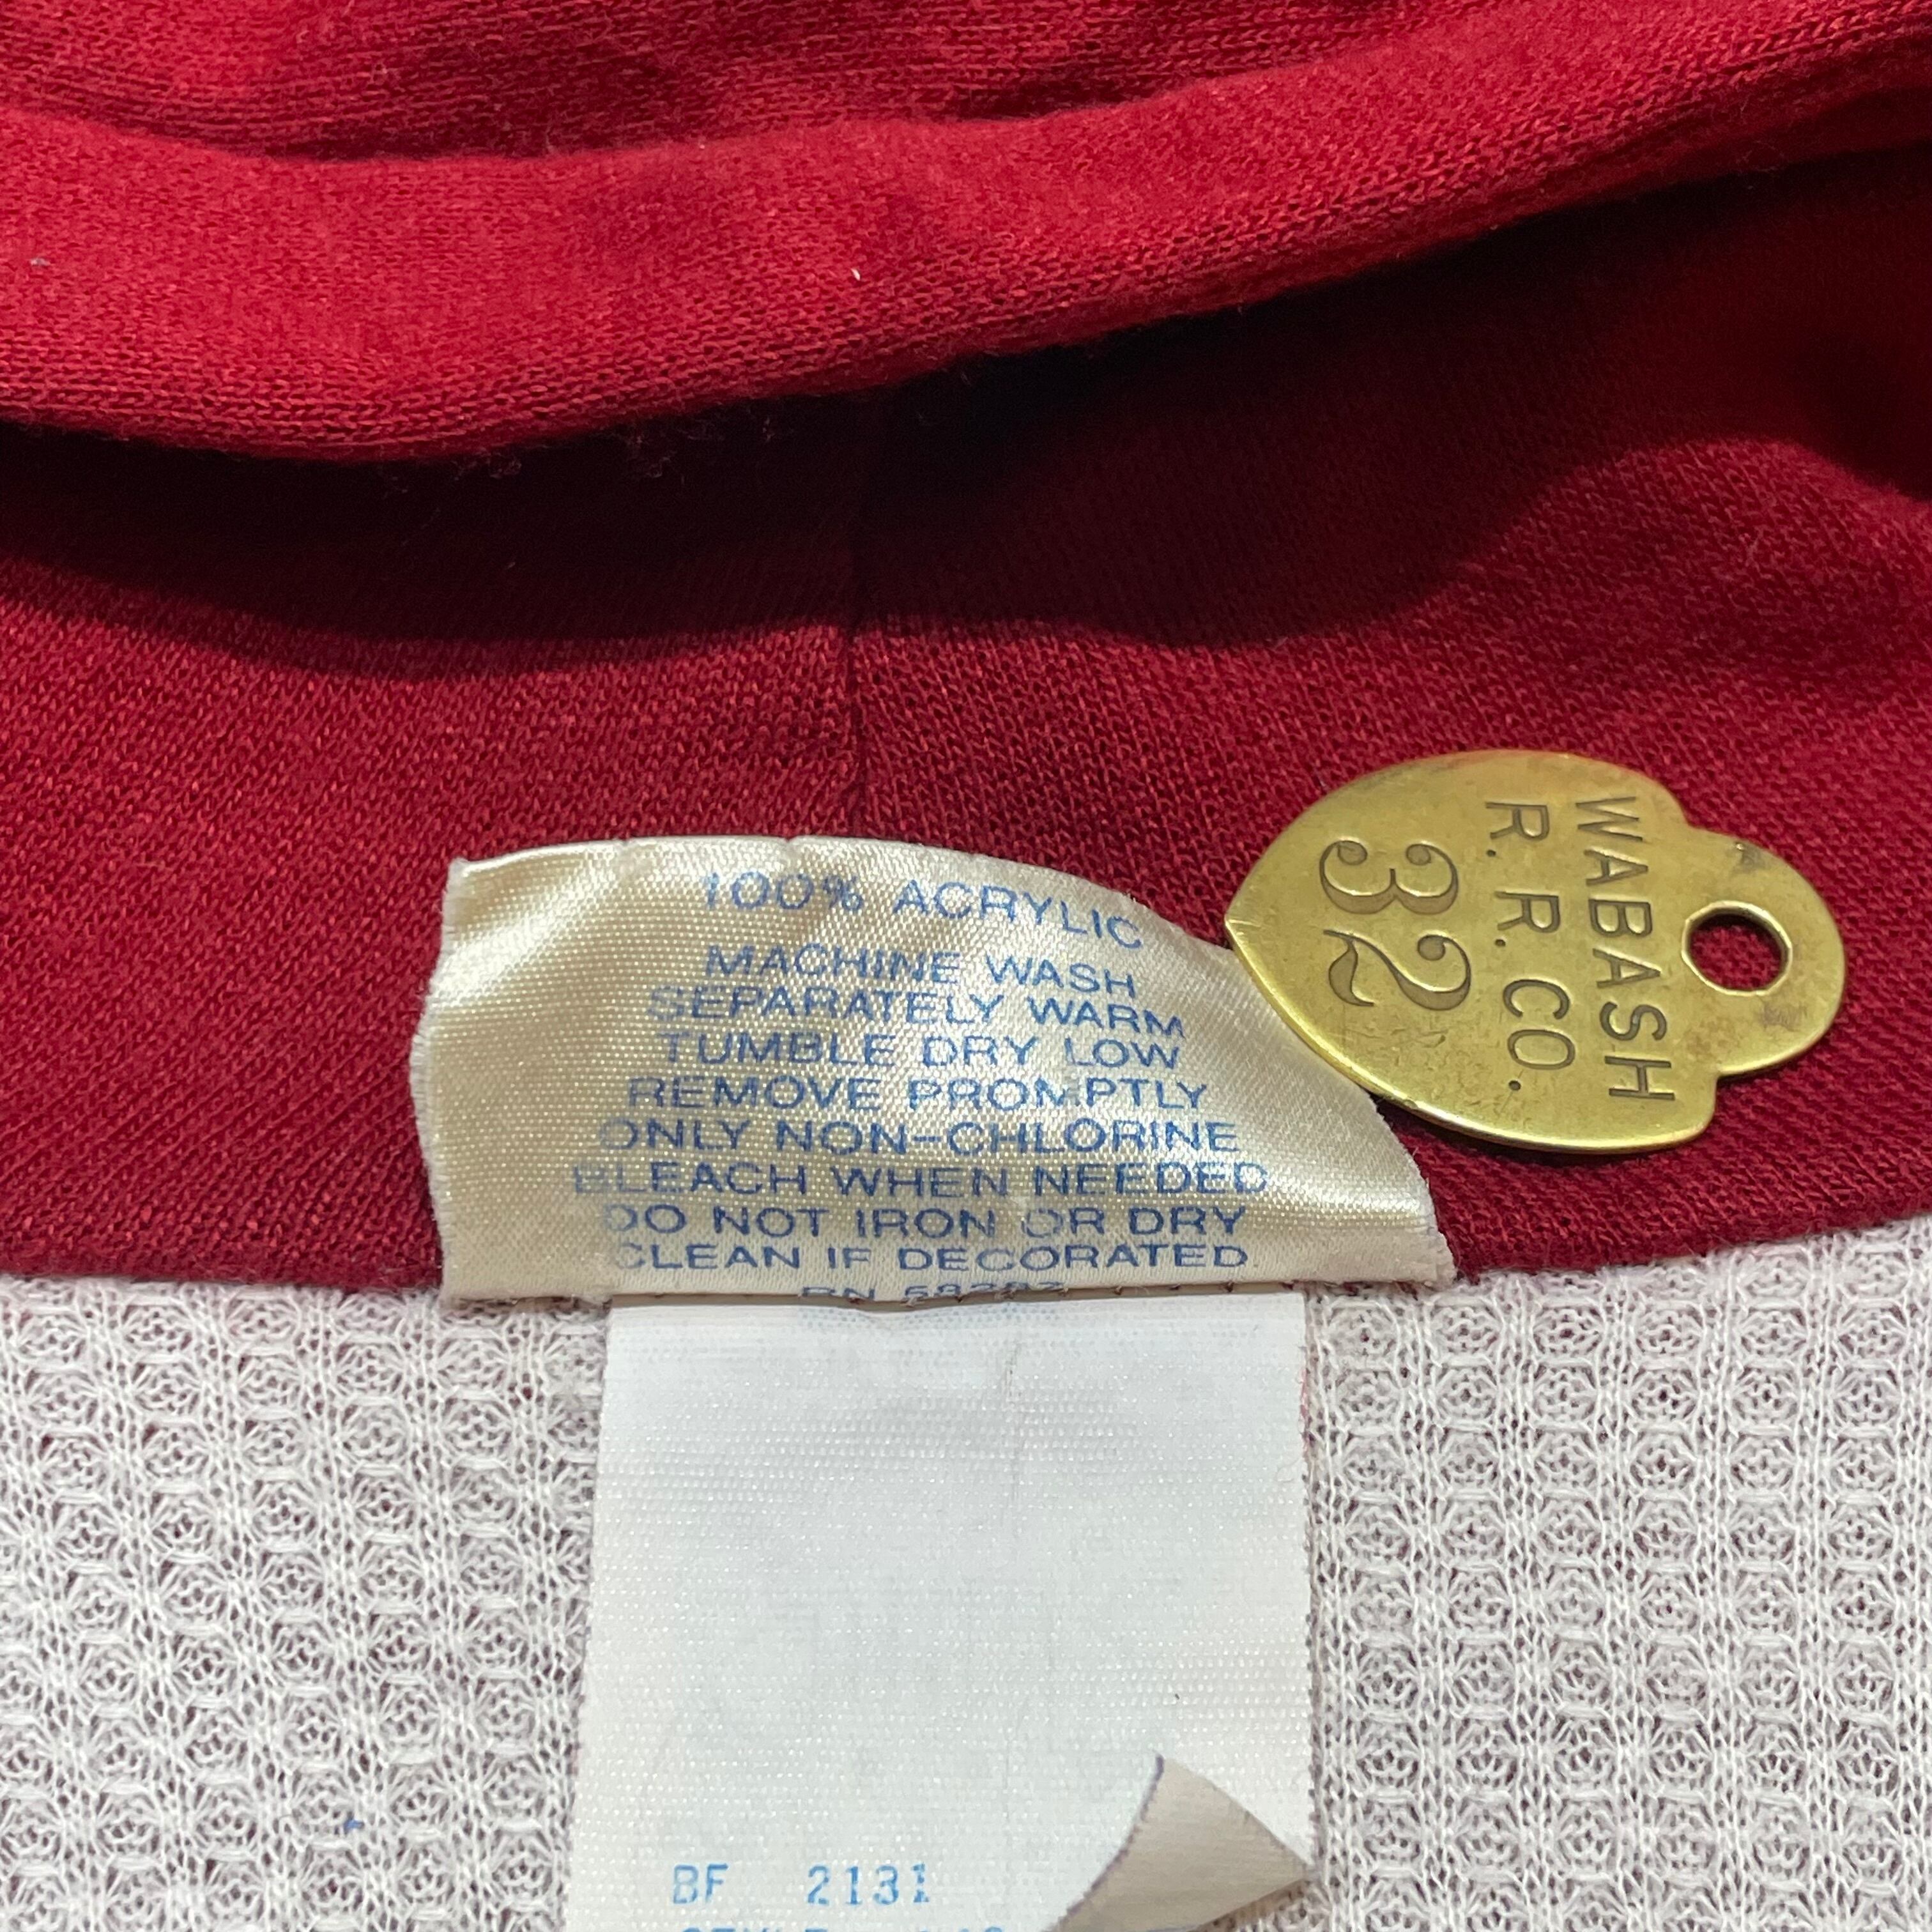 100% ACRYLIC
MACHINE WASH
SEPARATELY WARM
TUMBLE DRY LOW
REMOVE PROMPTLY
ONLY NON-CHLORINE
BLEACH WHEN NEEDED
DO NOT IRON OR DRY
CLEAN IF DECORATED
RN
WABASH
R.R.CO.
32
BF 2131